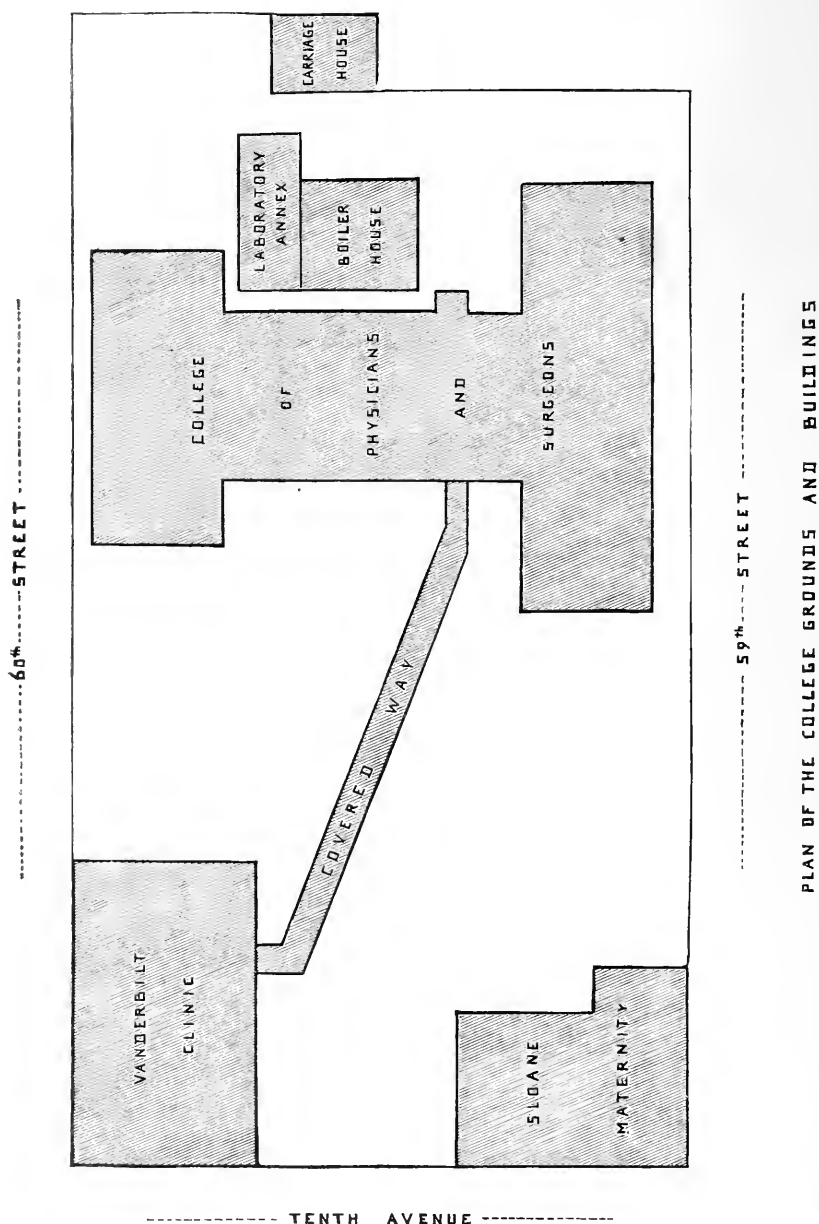 CARRIAGE
HOUSE
LABORATORY
ANNEX
BOILER
HOUSE
COLLEGE
OF
PHYSICIANS
AND
SURGEONS
60th STREET
59th STREET
COVERED WAY
VANDERBILT
CLINIC
SLOANE
MATERNITY
TENTH AVENUE
PLAN OF THE COLLEGE GROUNDS AND BUILDINGS